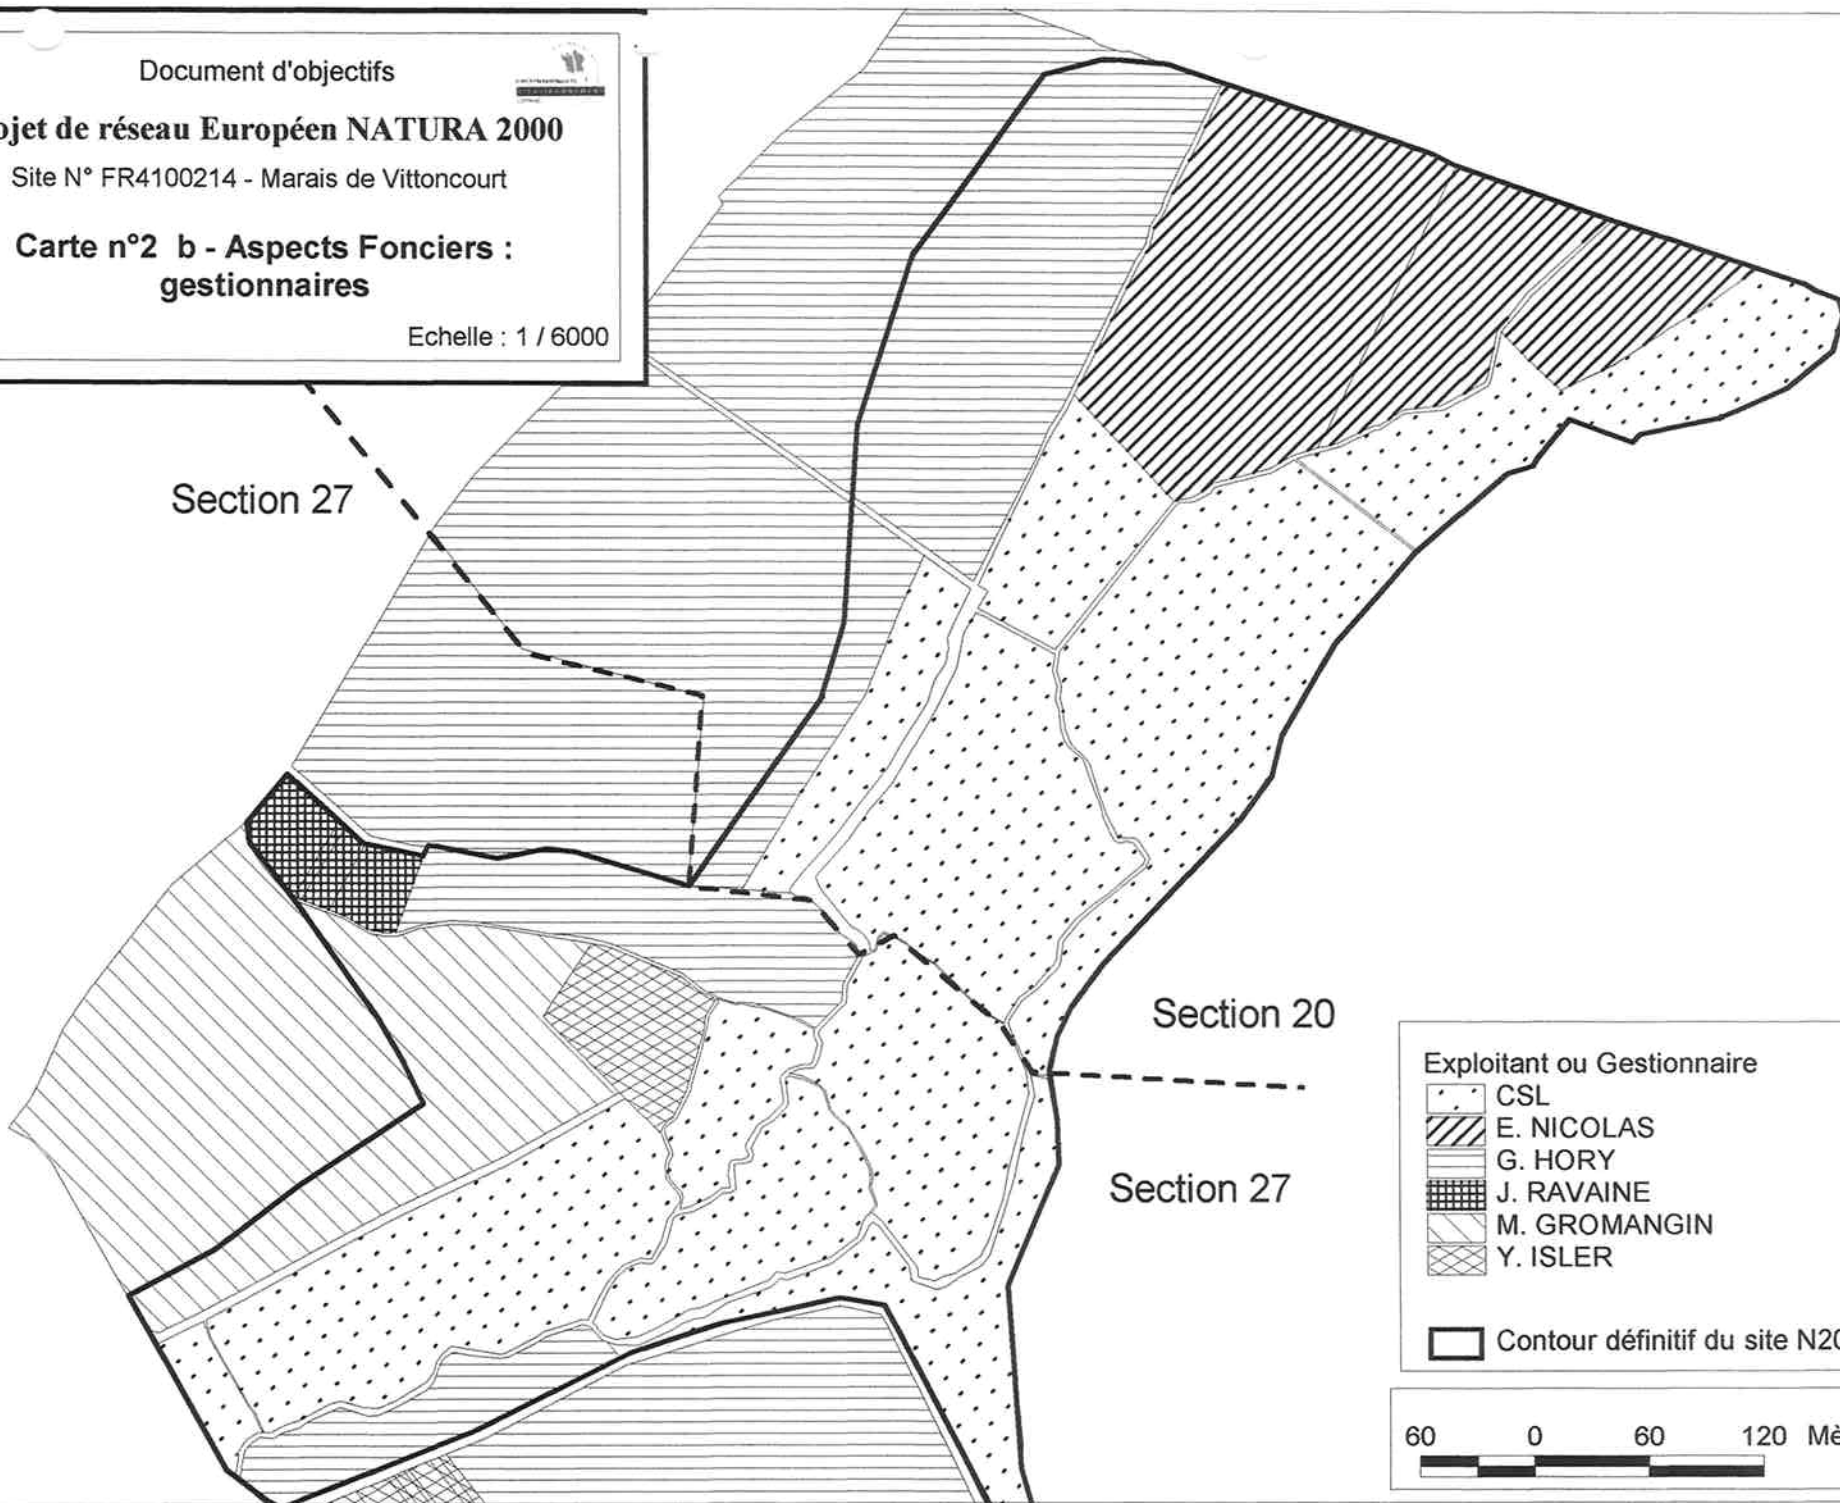 Document d'objectifs
ojet de réseau Européen NATURA 2000
Site N° FR4100214 - Marais de Vittoncourt
Carte n°2 b - Aspects Fonciers :
gestionnaires
Echelle : 1 / 6000
Section 27
Section 20
Section 27
Exploitant ou Gestionnaire
CSL
E. NICOLAS
G. HORY
J. RAVAINE
M. GROMANGIN
Y. ISLER
Contour définitif du site N20
60 0 60 120 Mè